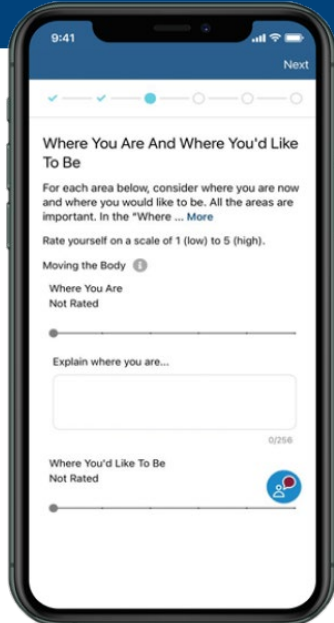 9:41
Next
Where You Are And Where You'd Like
To Be
For each area below, consider where you are now
and where you would like to be. All the areas are
important. In the "Where ... More
Rate yourself on a scale of 1 (low) to 5 (high).
Moving the Body
Where You Are
Not Rated
Explain where you are...
0/256
Where You'd Like To Be
Not Rated